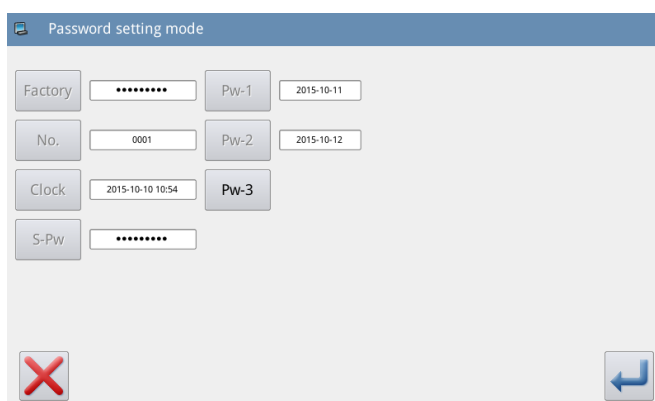 Password setting mode
Factory ••••••••• Pw-1 2015-10-11
No. 0001 Pw-2 2015-10-12
Clock 2015-10-10 10:54 Pw-3
S-Pw •••••••••